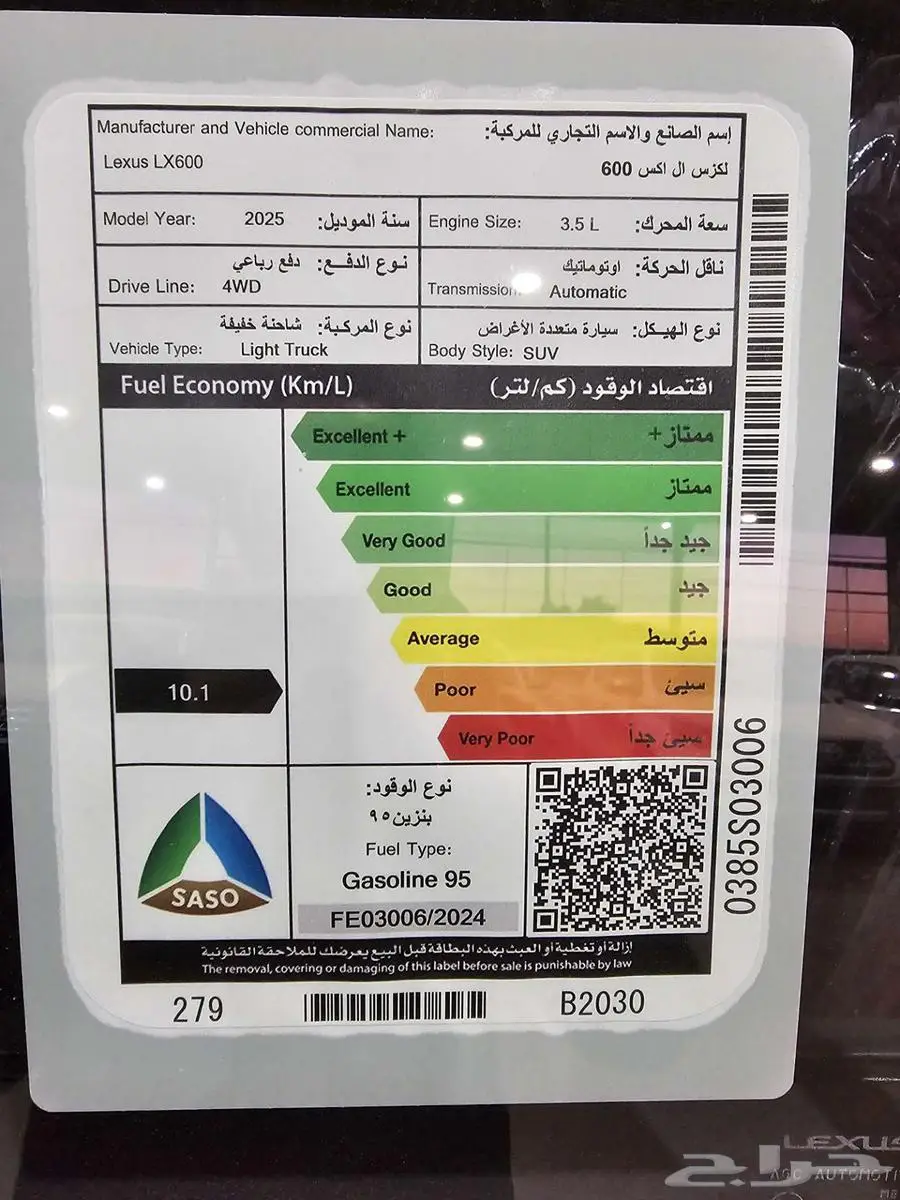 Manufacturer and Vehicle commercial Name: إسم الصانع والاسم التجاري للمركبة:
Lexus LX600 لكزس ال اكس 600
Model Year: 2025 سنة الموديل:
Engine Size: 3.5 L سعة المحرك:
نوع الدفع: دفع رباعي
Drive Line: 4WD
ناقل الحركة: اوتوماتيك
Transmission: Automatic
نوع المركبة: شاحنة خفيفة
Vehicle Type: Light Truck
نوع الهيكل: سيارة متعددة الأغراض
Body Style: SUV
Fuel Economy (Km/L) اقتصاد الوقود (كم/لتر)
Excellent + ممتاز+
Excellent ممتاز
Very Good جيد جداً
Good جيد
Average متوسط
10.1
Poor سيئ
Very Poor سيئ جداً
SASO
نوع الوقود:
بنزين ٩٥
Fuel Type:
Gasoline 95
FE03006/2024
0385S03006
إزالة أو تغطية أو العبث بهذه البطاقة قبل البيع يعرضك للملاحقة القانونية
The removal, covering or damaging of this label before sale is punishable by law
279 B2030
LEXUS
حراج
AGC AUTOMOTI